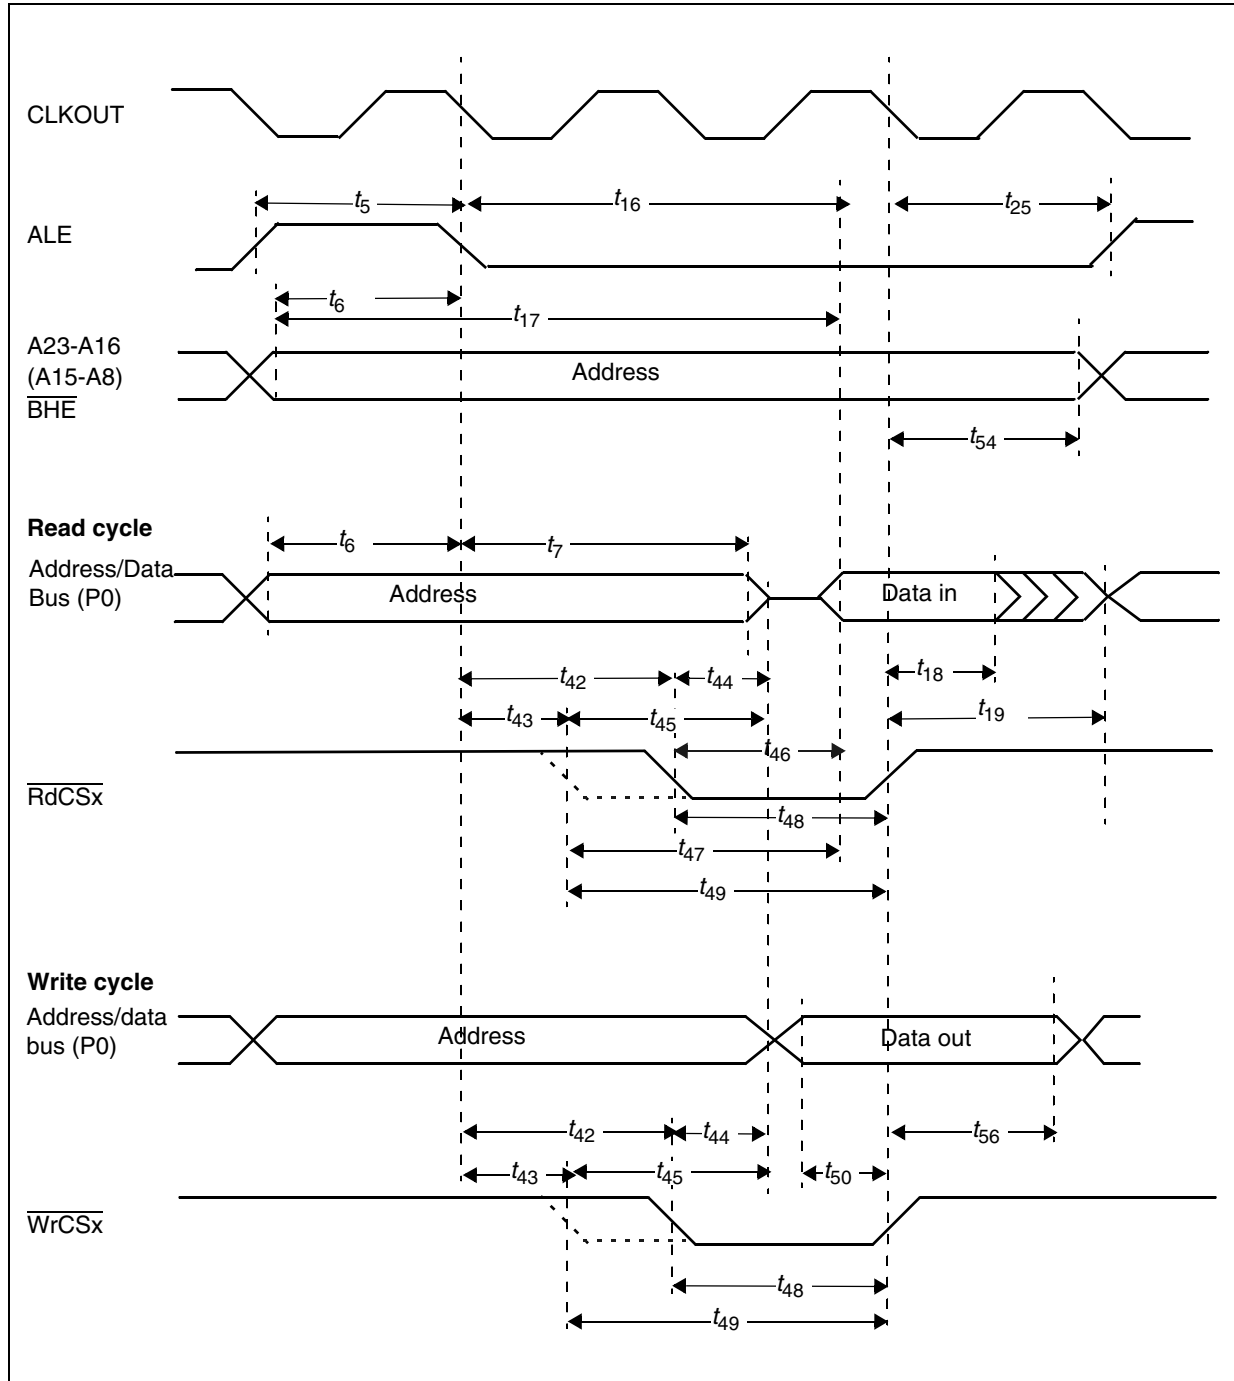 CLKOUT
t5
t16
t25
ALE
t6
t17
A23-A16
(A15-A8)
BHE
Address
t54
Read cycle
t6
t7
Address/Data
Bus (P0)
Address
Data in
t42
t44
t18
t43
t45
t19
t46
RdCSx
t48
t47
t49
Write cycle
Address/data
bus (P0)
Address
Data out
t42
t44
t56
t43
t45
t50
WrCSx
t48
t49